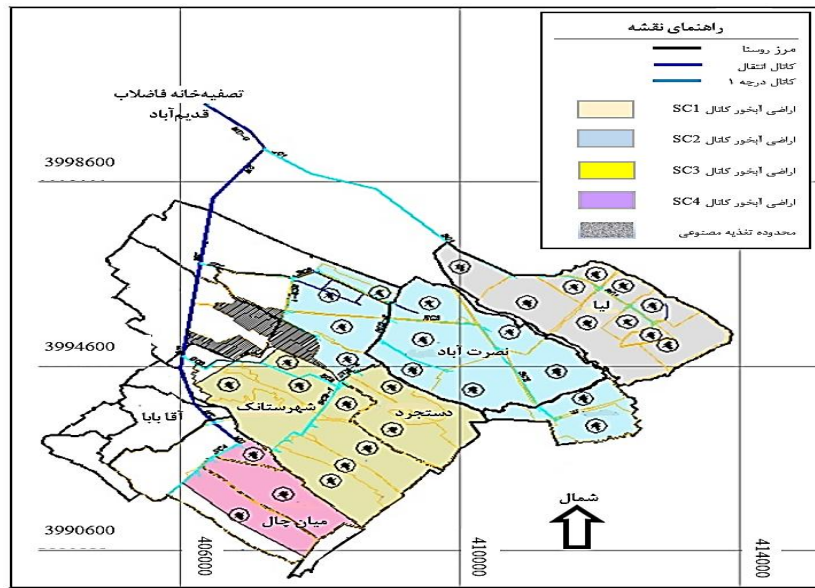 راهنمای نقشه
مرز روستا
کانال انتقال
کانال درجه ۱
اراضی آبخور کانال SC1
اراضی آبخور کانال SC2
اراضی آبخور کانال SC3
اراضی آبخور کانال SC4
محدوده تغذیه مصنوعی
تصفیه‌خانه فاضلاب
قدیم‌آباد
3998600
لیا
نصرت آباد
3994600
شهرستانک
دستجرد
آقا بابا
میان چال
شمال
3990600
406000
410000
414000